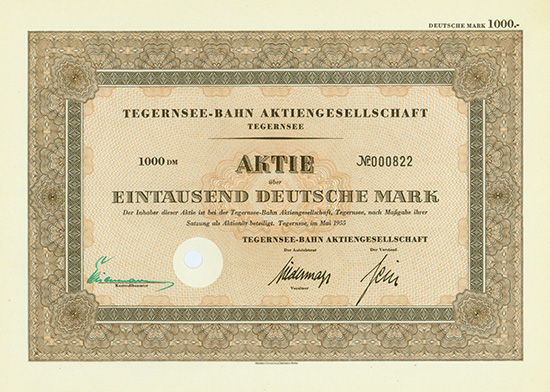 DEUTSCHE MARK 1000.-
TEGERNSEE-BAHN AKTIENGESELLSCHAFT
TEGERNSEE
1000 DM AKTIE № 000822
über
EINTAUSEND DEUTSCHE MARK
Der Inhaber dieser Aktie ist bei der Tegernsee-Bahn Aktiengesellschaft, Tegernsee, nach Maßgabe ihrer
Satzung als Aktionär beteiligt. Tegernsee, im Mai 1955
TEGERNSEE-BAHN AKTIENGESELLSCHAFT
Der Aufsichtsrat Der Vorstand
Kontrollbeamter
Vorsitzer